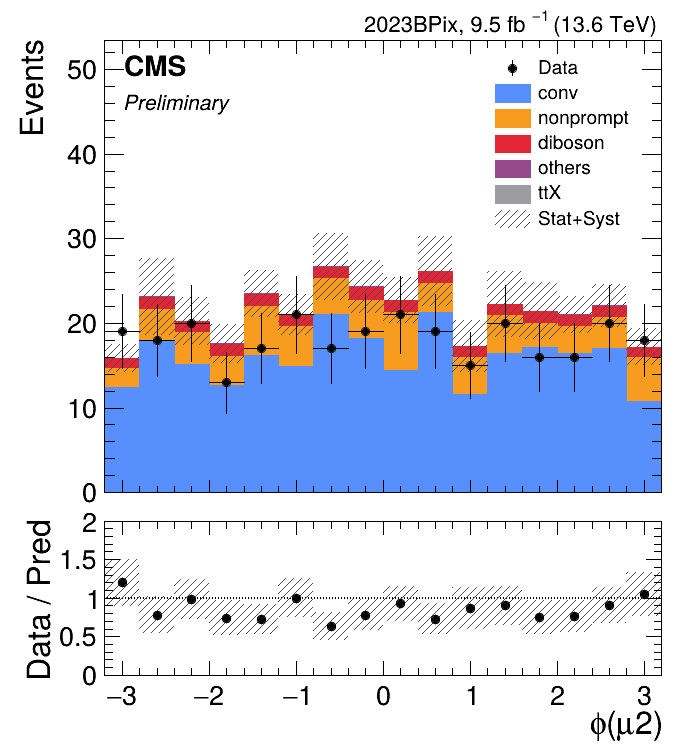 2023BPix, 9.5 fb⁻¹ (13.6 TeV)
Events
50
40
30
20
10
0
CMS
Preliminary
Data
conv
nonprompt
diboson
others
ttX
Stat+Syst
Data / Pred
2
1.5
1
0.5
0
−3
−2
−1
0
1
2
3
ϕ(μ2)